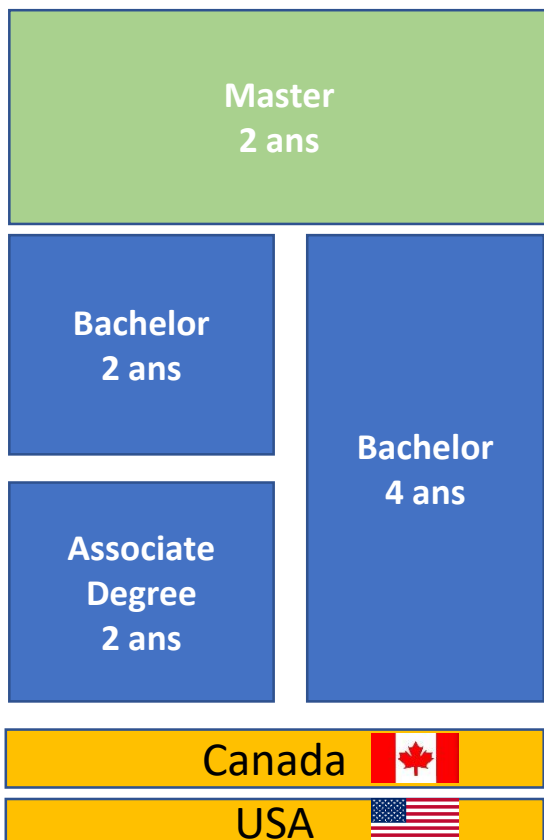 Master
2 ans
Bachelor
2 ans
Associate
Degree
2 ans
Bachelor
4 ans
Canada
USA